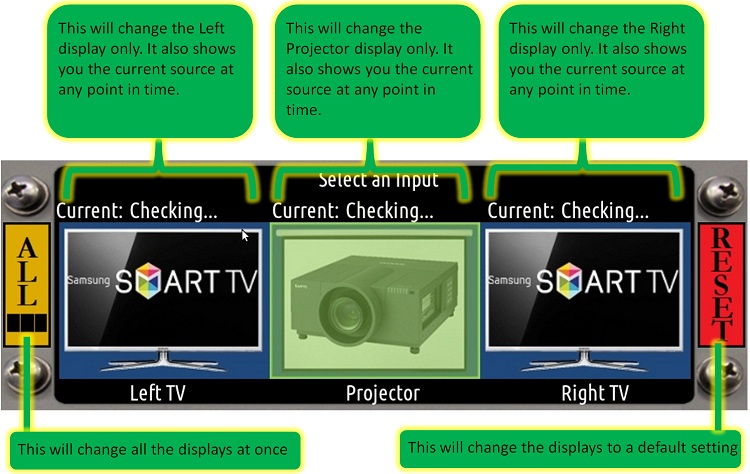 This will change the Left
display only. It also shows
you the current source at
any point in time.
This will change the
Projector display only. It
also shows you the current
source at any point in
time.
This will change the Right
display only. It also shows
you the current source at
any point in time.
Select an Input
Current: Checking...
Current: Checking...
Current: Checking...
ALL
Samsung SMART TV
Samsung SMART TV
RESET
Left TV
Projector
Right TV
This will change all the displays at once
This will change the displays to a default setting